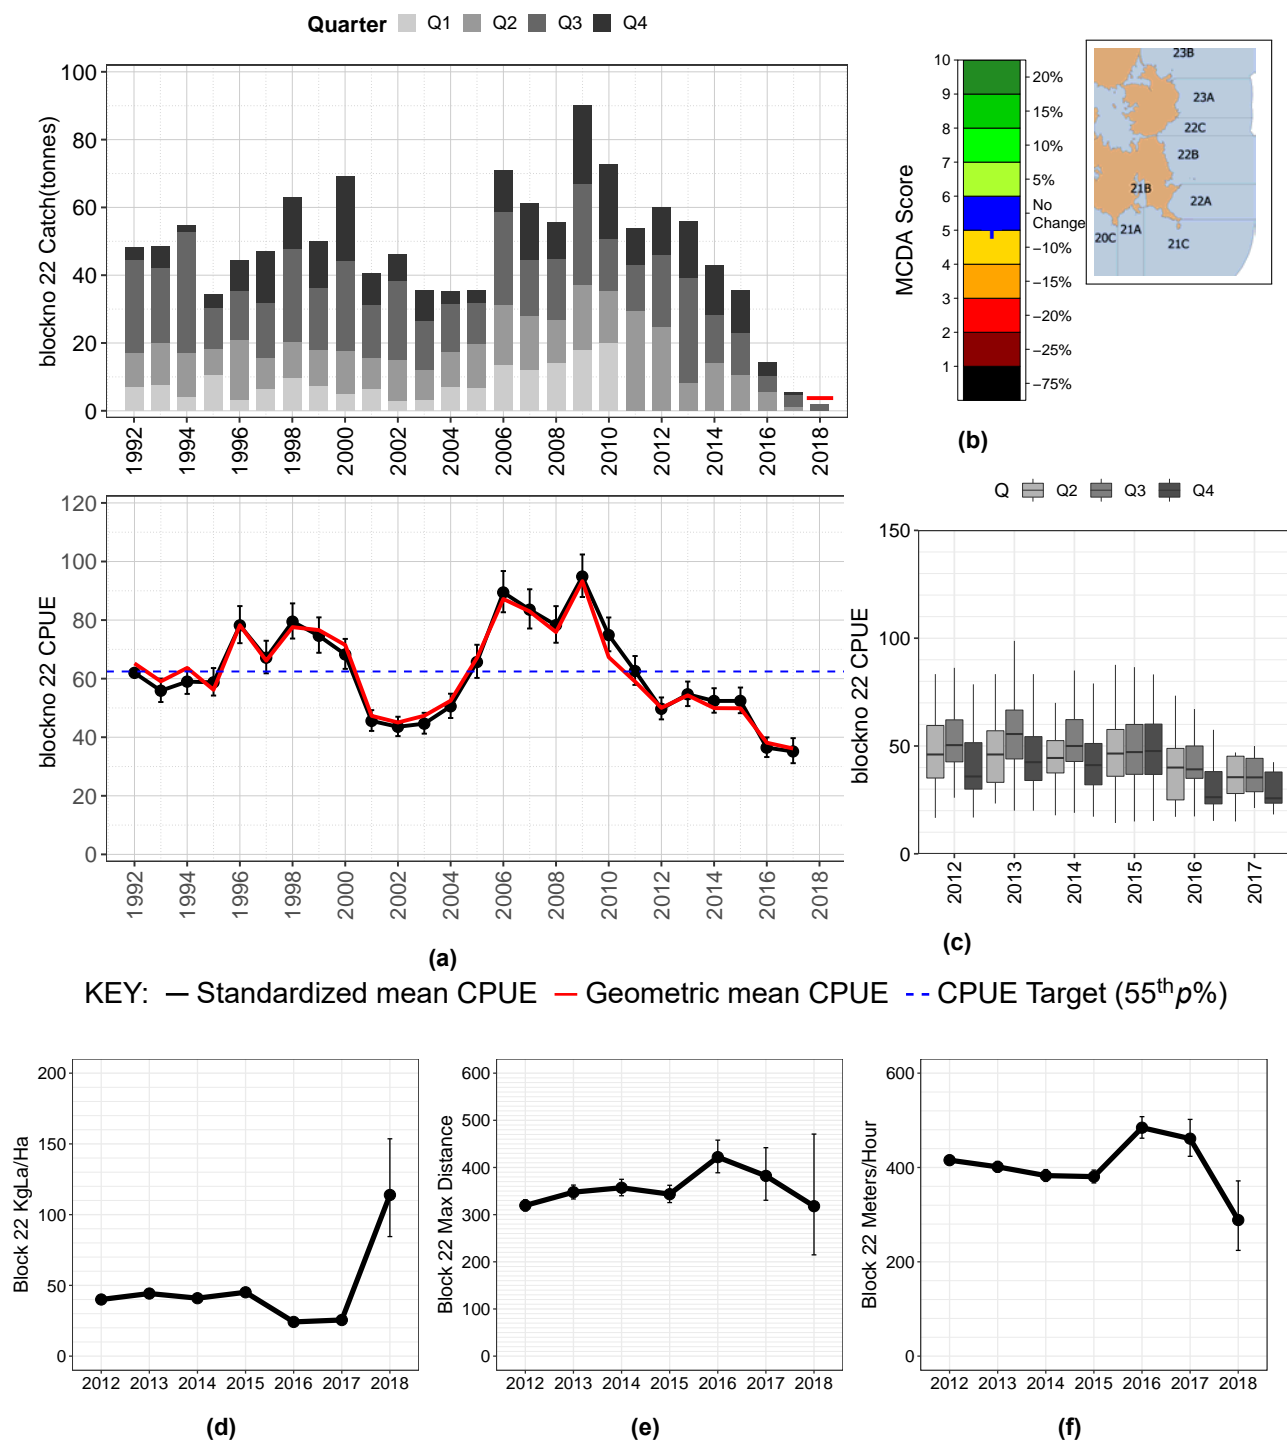 Quarter Q1 Q2 Q3 Q4
blockno 22 Catch(tonnes)
100
80
60
40
20
0
1992 1994 1996 1998 2000 2002 2004 2006 2008 2010 2012 2014 2016 2018
blockno 22 CPUE
120
100
80
60
40
20
0
1992 1994 1996 1998 2000 2002 2004 2006 2008 2010 2012 2014 2016 2018
(a)
MCDA Score
10
9
8
7
6
5
4
3
2
1
20%
15%
10%
5%
No
Change
−10%
−15%
−20%
−25%
−75%
(b)
23B
23A
22C
22B
21B
22A
20C 21A 21C
Q Q2 Q3 Q4
blockno 22 CPUE
150
100
50
0
2012 2013 2014 2015 2016 2017
(c)
KEY: Standardized mean CPUE Geometric mean CPUE CPUE Target (55th p%)
Block 22 KgLa/Ha
200
150
100
50
0
2012 2013 2014 2015 2016 2017 2018
(d)
Block 22 Max Distance
600
500
400
300
200
100
0
2012 2013 2014 2015 2016 2017 2018
(e)
Block 22 Meters/Hour
600
400
200
0
2012 2013 2014 2015 2016 2017 2018
(f)